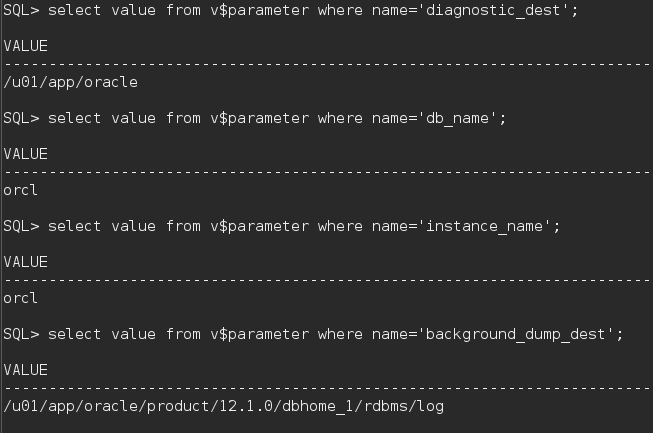 SQL> select value from v$parameter where name='diagnostic_dest';
VALUE
--------------------------------------------------------------------------------
/u01/app/oracle
SQL> select value from v$parameter where name='db_name';
VALUE
--------------------------------------------------------------------------------
orcl
SQL> select value from v$parameter where name='instance_name';
VALUE
--------------------------------------------------------------------------------
orcl
SQL> select value from v$parameter where name='background_dump_dest';
VALUE
--------------------------------------------------------------------------------
/u01/app/oracle/product/12.1.0/dbhome_1/rdbms/log